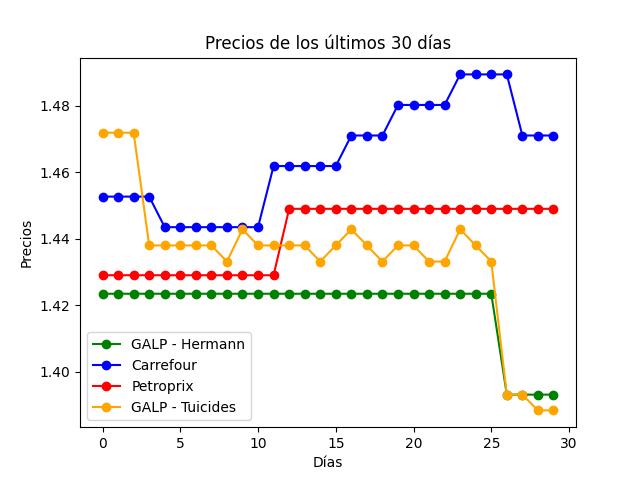 Precios de los últimos 30 días
Precios
1.48
1.46
1.44
1.42
1.40
GALP - Hermann
Carrefour
Petroprix
GALP - Tuicides
0 5 10 15 20 25 30
Días